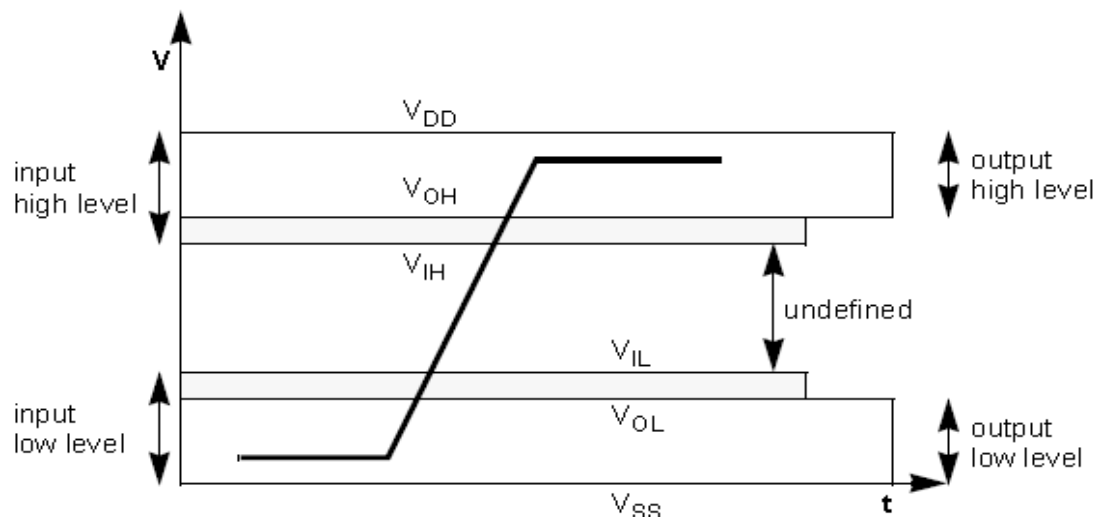 V
V_DD
input
high level
V_OH
output
high level
V_IH
undefined
V_IL
input
low level
V_OL
output
low level
V_SS
t